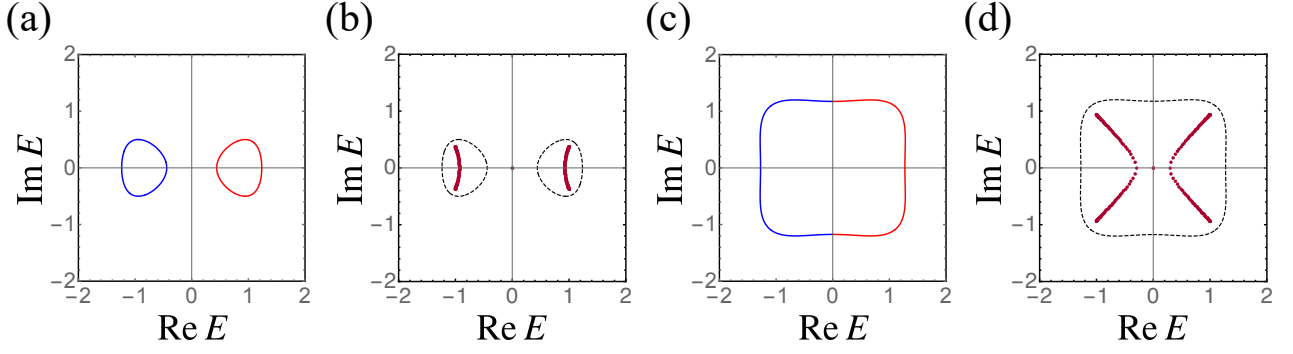 (a) (b) (c) (d)
2 2 2 2
1 1 1 1
Im E 0 Im E 0 Im E 0 Im E 0
−1 −1 −1 −1
−2 −2 −2 −2
−2 −1 0 1 2 −2 −1 0 1 2 −2 −1 0 1 2 −2 −1 0 1 2
Re E Re E Re E Re E